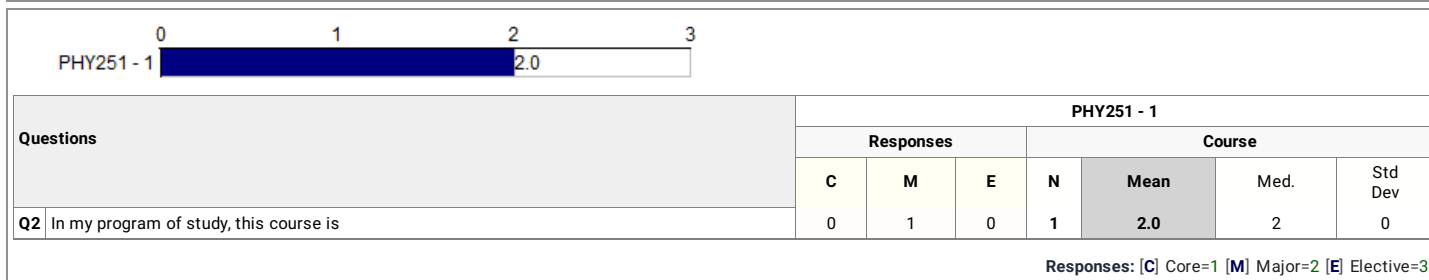 0 1 2 3
PHY251 - 1 2.0
Questions PHY251 - 1
Responses Course
C M E N Mean Med. Std Dev
Q2 In my program of study, this course is 0 1 0 1 2.0 2 0
Responses: [C] Core=1 [M] Major=2 [E] Elective=3